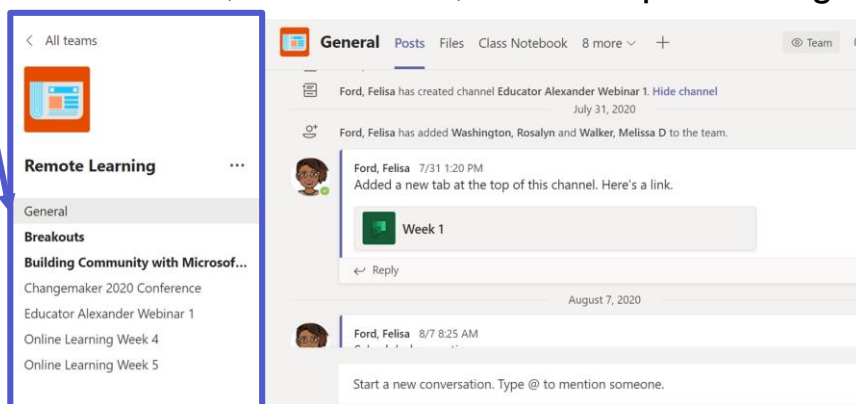 All teams
Remote Learning ...
General
Breakouts
Building Community with Microsof...
Changemaker 2020 Conference
Educator Alexander Webinar 1
Online Learning Week 4
Online Learning Week 5
General Posts Files Class Notebook 8 more + Team
Ford, Felisa has created channel Educator Alexander Webinar 1. Hide channel
July 31, 2020
Ford, Felisa has added Washington, Rosalyn and Walker, Melissa D to the team.
Ford, Felisa 7/31 1:20 PM
Added a new tab at the top of this channel. Here's a link.
Week 1
Reply
August 7, 2020
Ford, Felisa 8/7 8:25 AM
Start a new conversation. Type @ to mention someone.